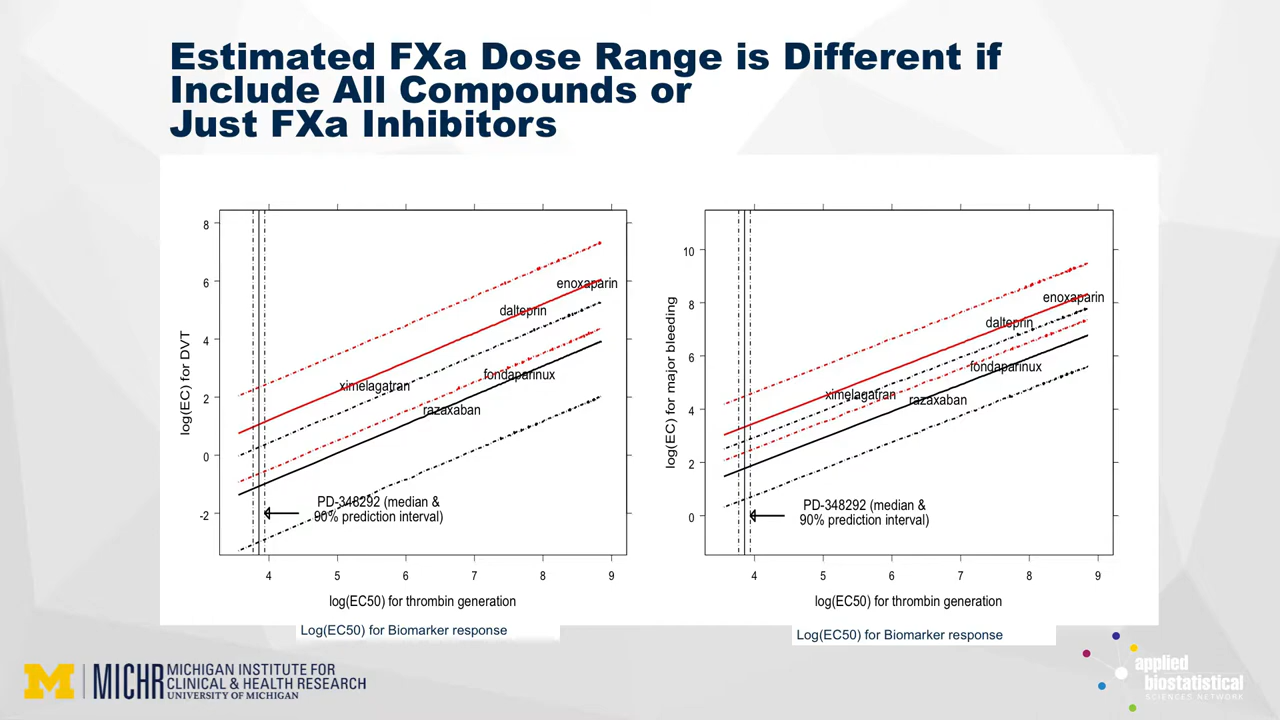 Estimated FXa Dose Range is Different if
Include All Compounds or
Just FXa Inhibitors
8
6
4
2
0
-2
log(EC) for DVT
enoxaparin
dalteprin
fondaparinux
ximelagatran
razaxaban
PD-348292 (median &
90% prediction interval)
4 5 6 7 8 9
log(EC50) for thrombin generation
Log(EC50) for Biomarker response
10
8
6
4
2
0
log(EC) for major bleeding
enoxaparin
dalteprin
fondaparinux
ximelagatran
razaxaban
PD-348292 (median &
90% prediction interval)
4 5 6 7 8 9
log(EC50) for thrombin generation
Log(EC50) for Biomarker response
M
MICHR
MICHIGAN INSTITUTE FOR
CLINICAL & HEALTH RESEARCH
UNIVERSITY OF MICHIGAN
applied
biostatistical
SCIENCES NETWORK